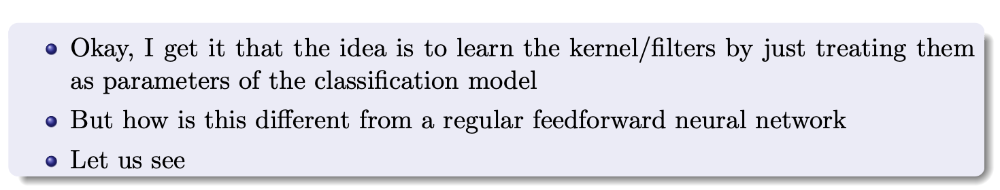 Okay, I get it that the idea is to learn the kernel/filters by just treating them
as parameters of the classification model
But how is this different from a regular feedforward neural network
Let us see